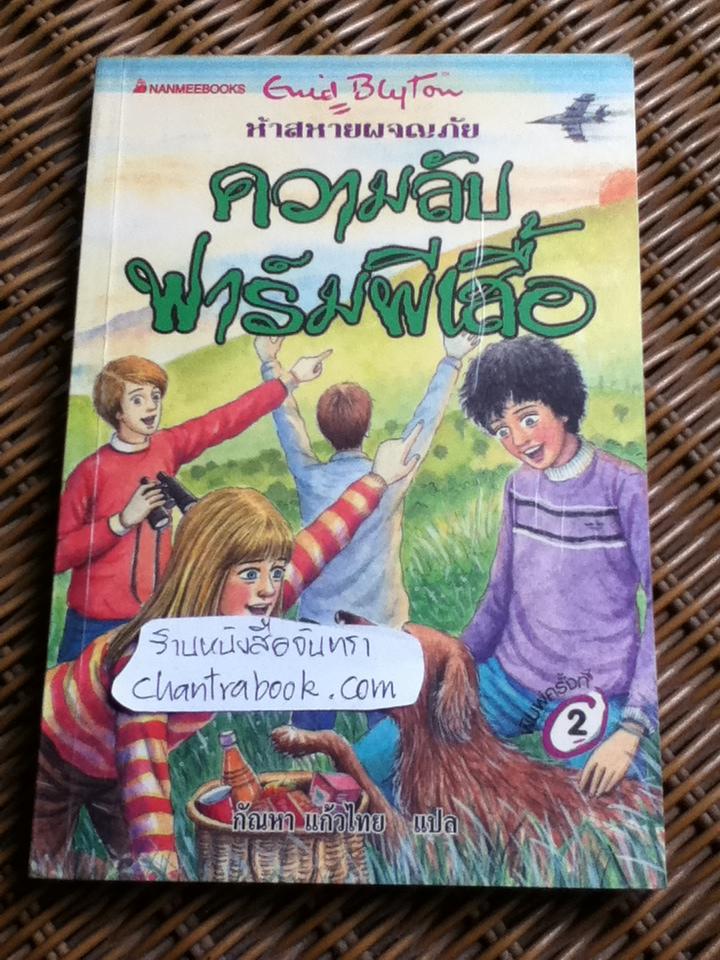 NANMEEBOOKS
Enid Blyton™
ห้าสหายผจญภัย
ความลับ
ฟาร์มผีเสื้อ
ร้านหนังสือจันทรา
chantrabook.com
พิมพ์ครั้งที่
2
กัณหา แก้วไทย แปล